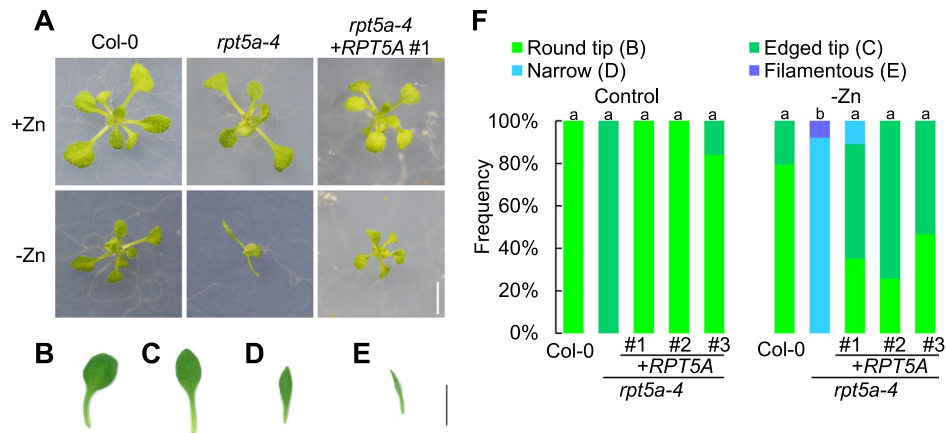 A
Col-0
rpt5a-4
rpt5a-4
+RPT5A #1
+Zn
-Zn
B
C
D
E
F
Round tip (B)
Edged tip (C)
Narrow (D)
Filamentous (E)
Control
-Zn
a a a a a
a b a a a
100%
80%
60%
40%
20%
0%
Frequency
Col-0
#1 #2 #3
+RPT5A
rpt5a-4
Col-0
#1 #2 #3
+RPT5A
rpt5a-4